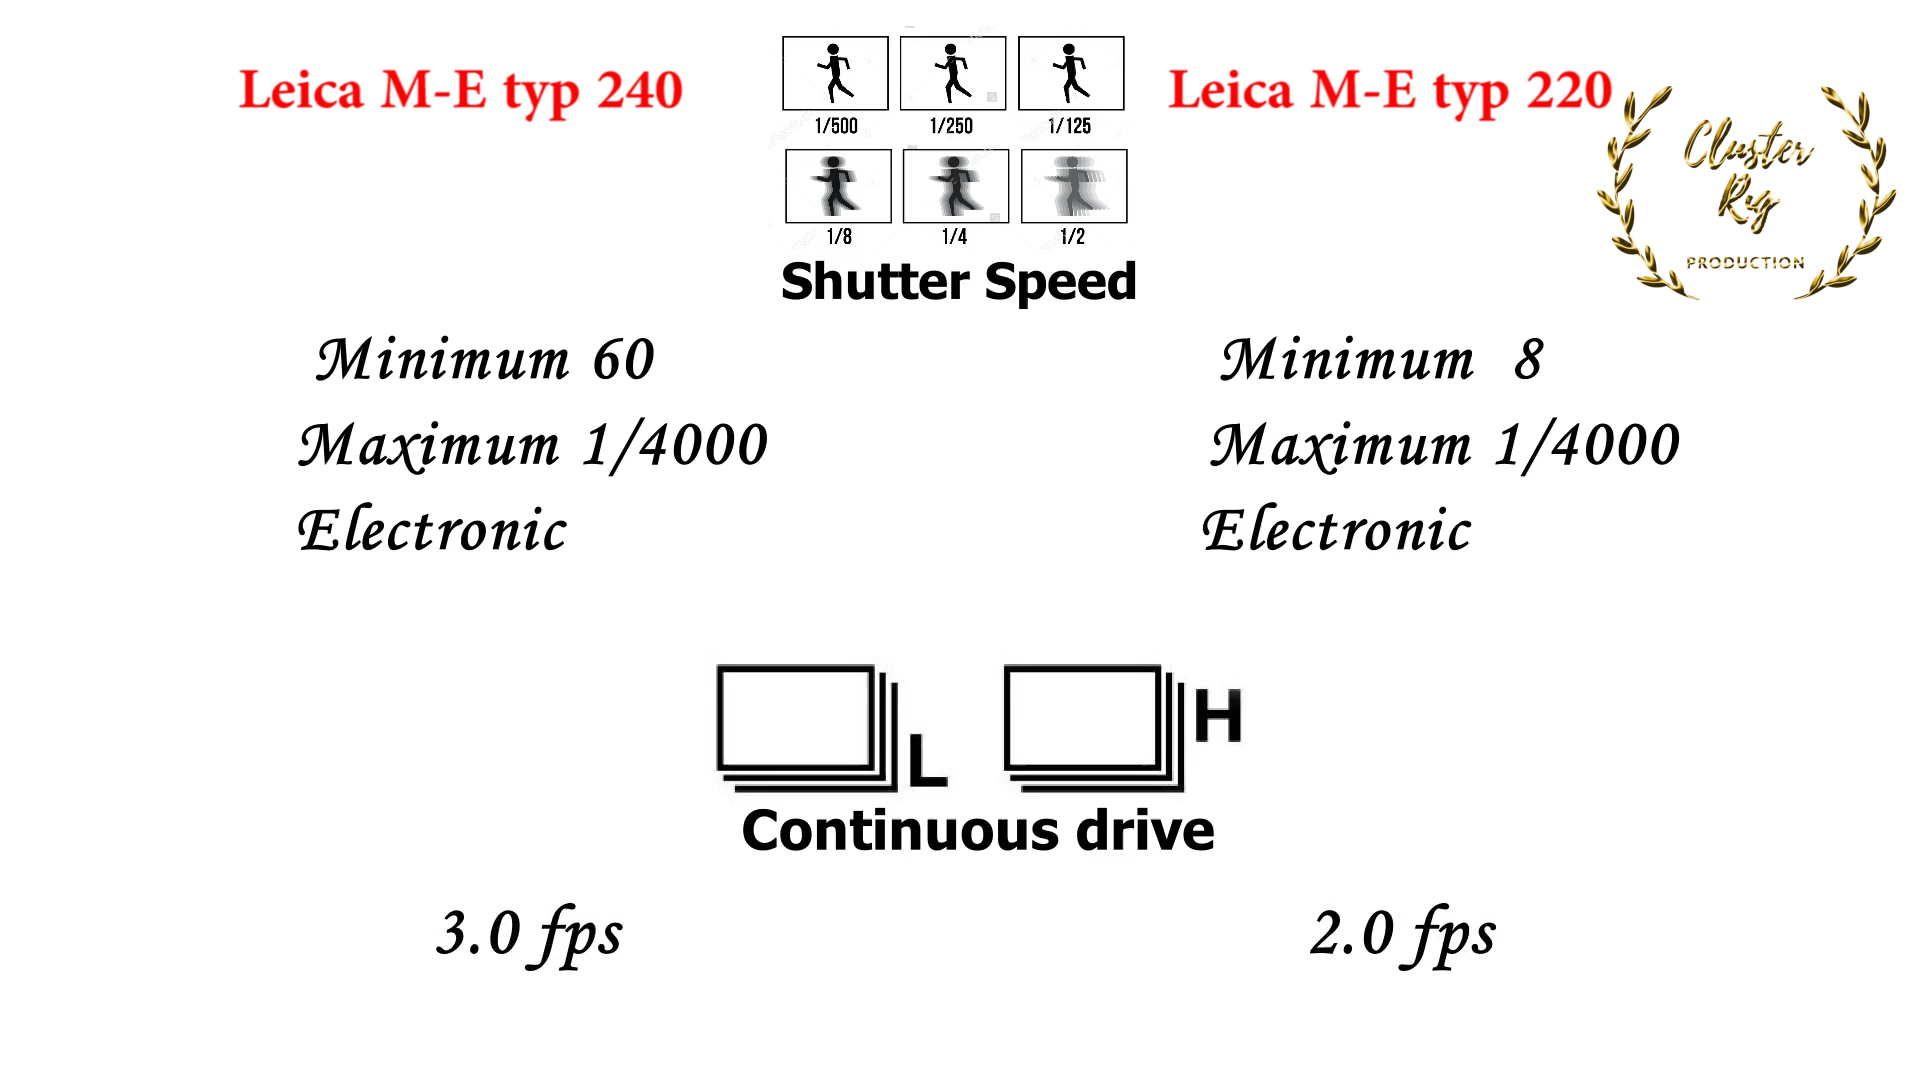 Leica M-E typ 240
Leica M-E typ 220
1/500 1/250 1/125
1/8 1/4 1/2
Shutter Speed
Cluster
Rig
PRODUCTION
Minimum 60
Maximum 1/4000
Electronic
Minimum 8
Maximum 1/4000
Electronic
L H
Continuous drive
3.0 fps
2.0 fps